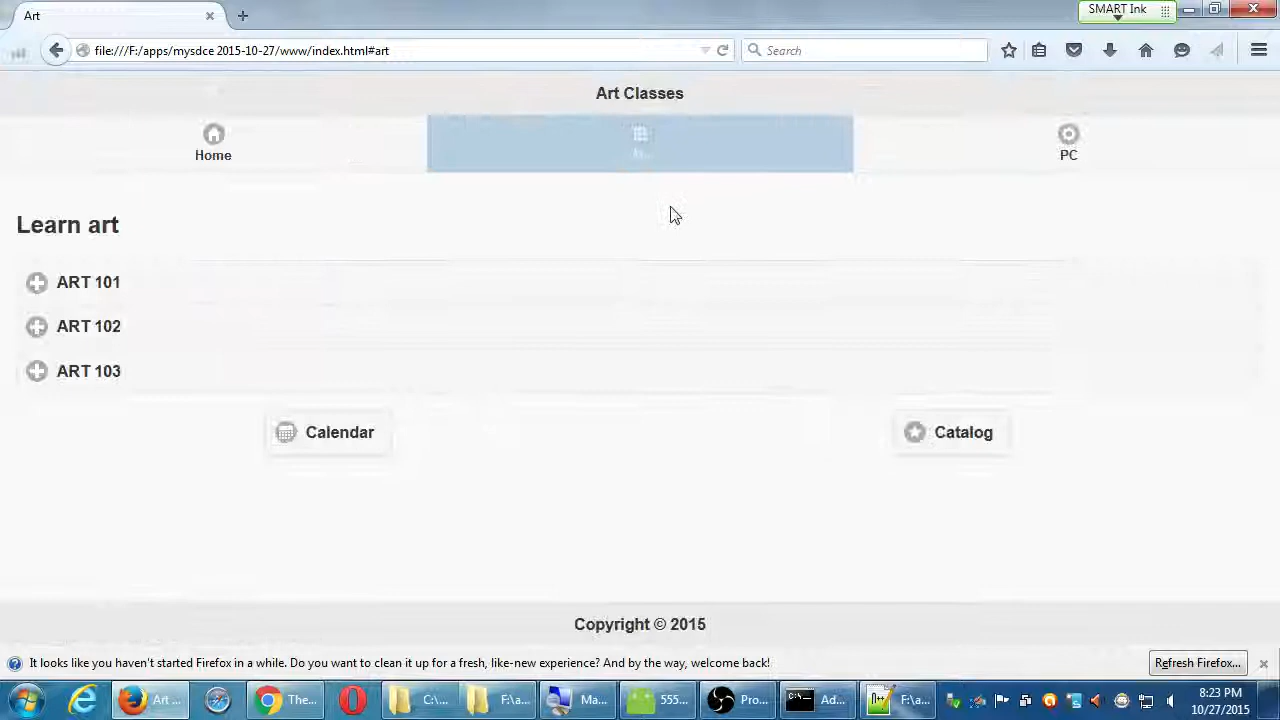 Art
SMART Ink
file:///F:/apps/mysdce 2015-10-27/www/index.html#art
Search
Art Classes
Home
PC
Learn art
ART 101
ART 102
ART 103
Calendar
Catalog
Copyright © 2015
It looks like you haven't started Firefox in a while. Do you want to clean it up for a fresh, like-new experience? And by the way, welcome back!
Refresh Firefox...
Art ...
The...
C:\...
F:\a...
Ma...
555...
Pro...
Ad...
F:\a...
8:23 PM
10/27/2015